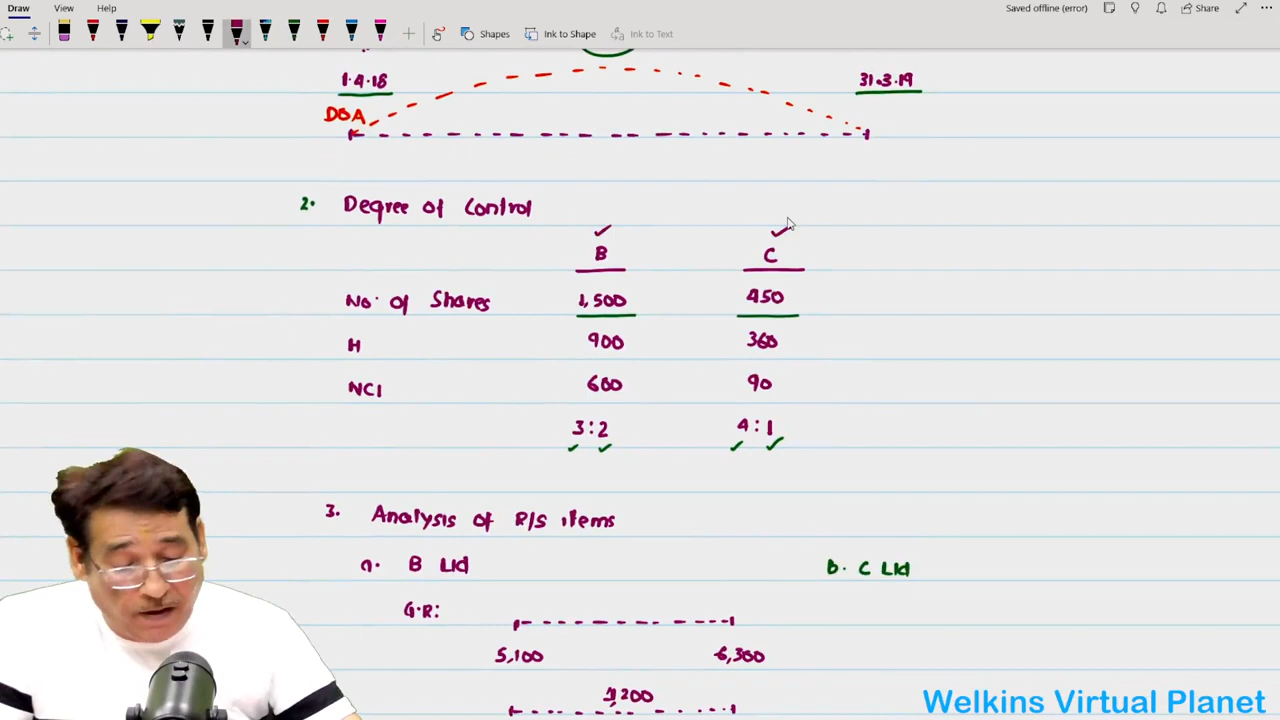 Draw View Help
Saved offline (error) Share
Shapes Ink to Shape Ink to Text
1.4.18 31.3.19
DOA
2. Degree of Control
B C
No. of Shares 1,500 450
H 900 360
NCI 600 90
3:2 4:1
3. Analysis of R/S items
a. B Ltd b. C Ltd
G.R:
5,100 6,300
1,200
Welkins Virtual Planet